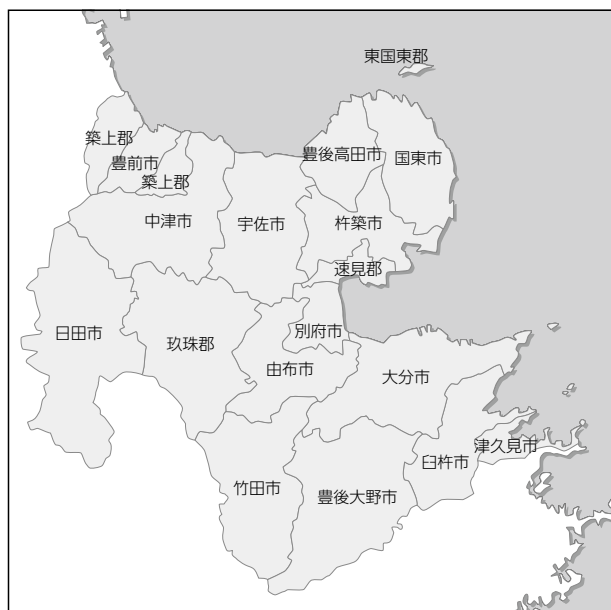 東国東郡
築上郡
豊前市
築上郡
豊後高田市
国東市
中津市
宇佐市
杵築市
速見郡
日田市
玖珠郡
別府市
由布市
大分市
津久見市
臼杵市
竹田市
豊後大野市